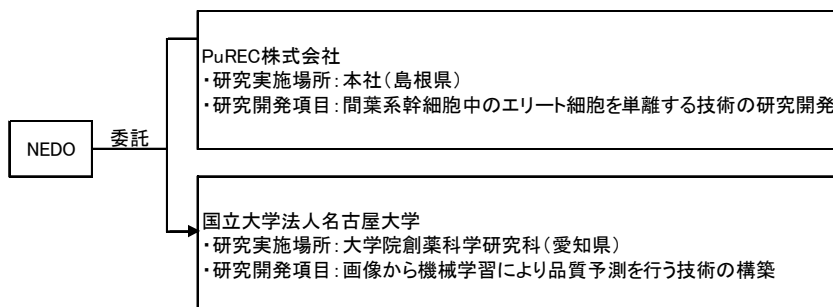 NEDO
委託
PuREC株式会社
・研究実施場所：本社（島根県）
・研究開発項目：間葉系幹細胞中のエリート細胞を単離する技術の研究開発
国立大学法人名古屋大学
・研究実施場所：大学院創薬科学研究科（愛知県）
・研究開発項目：画像から機械学習により品質予測を行う技術の構築